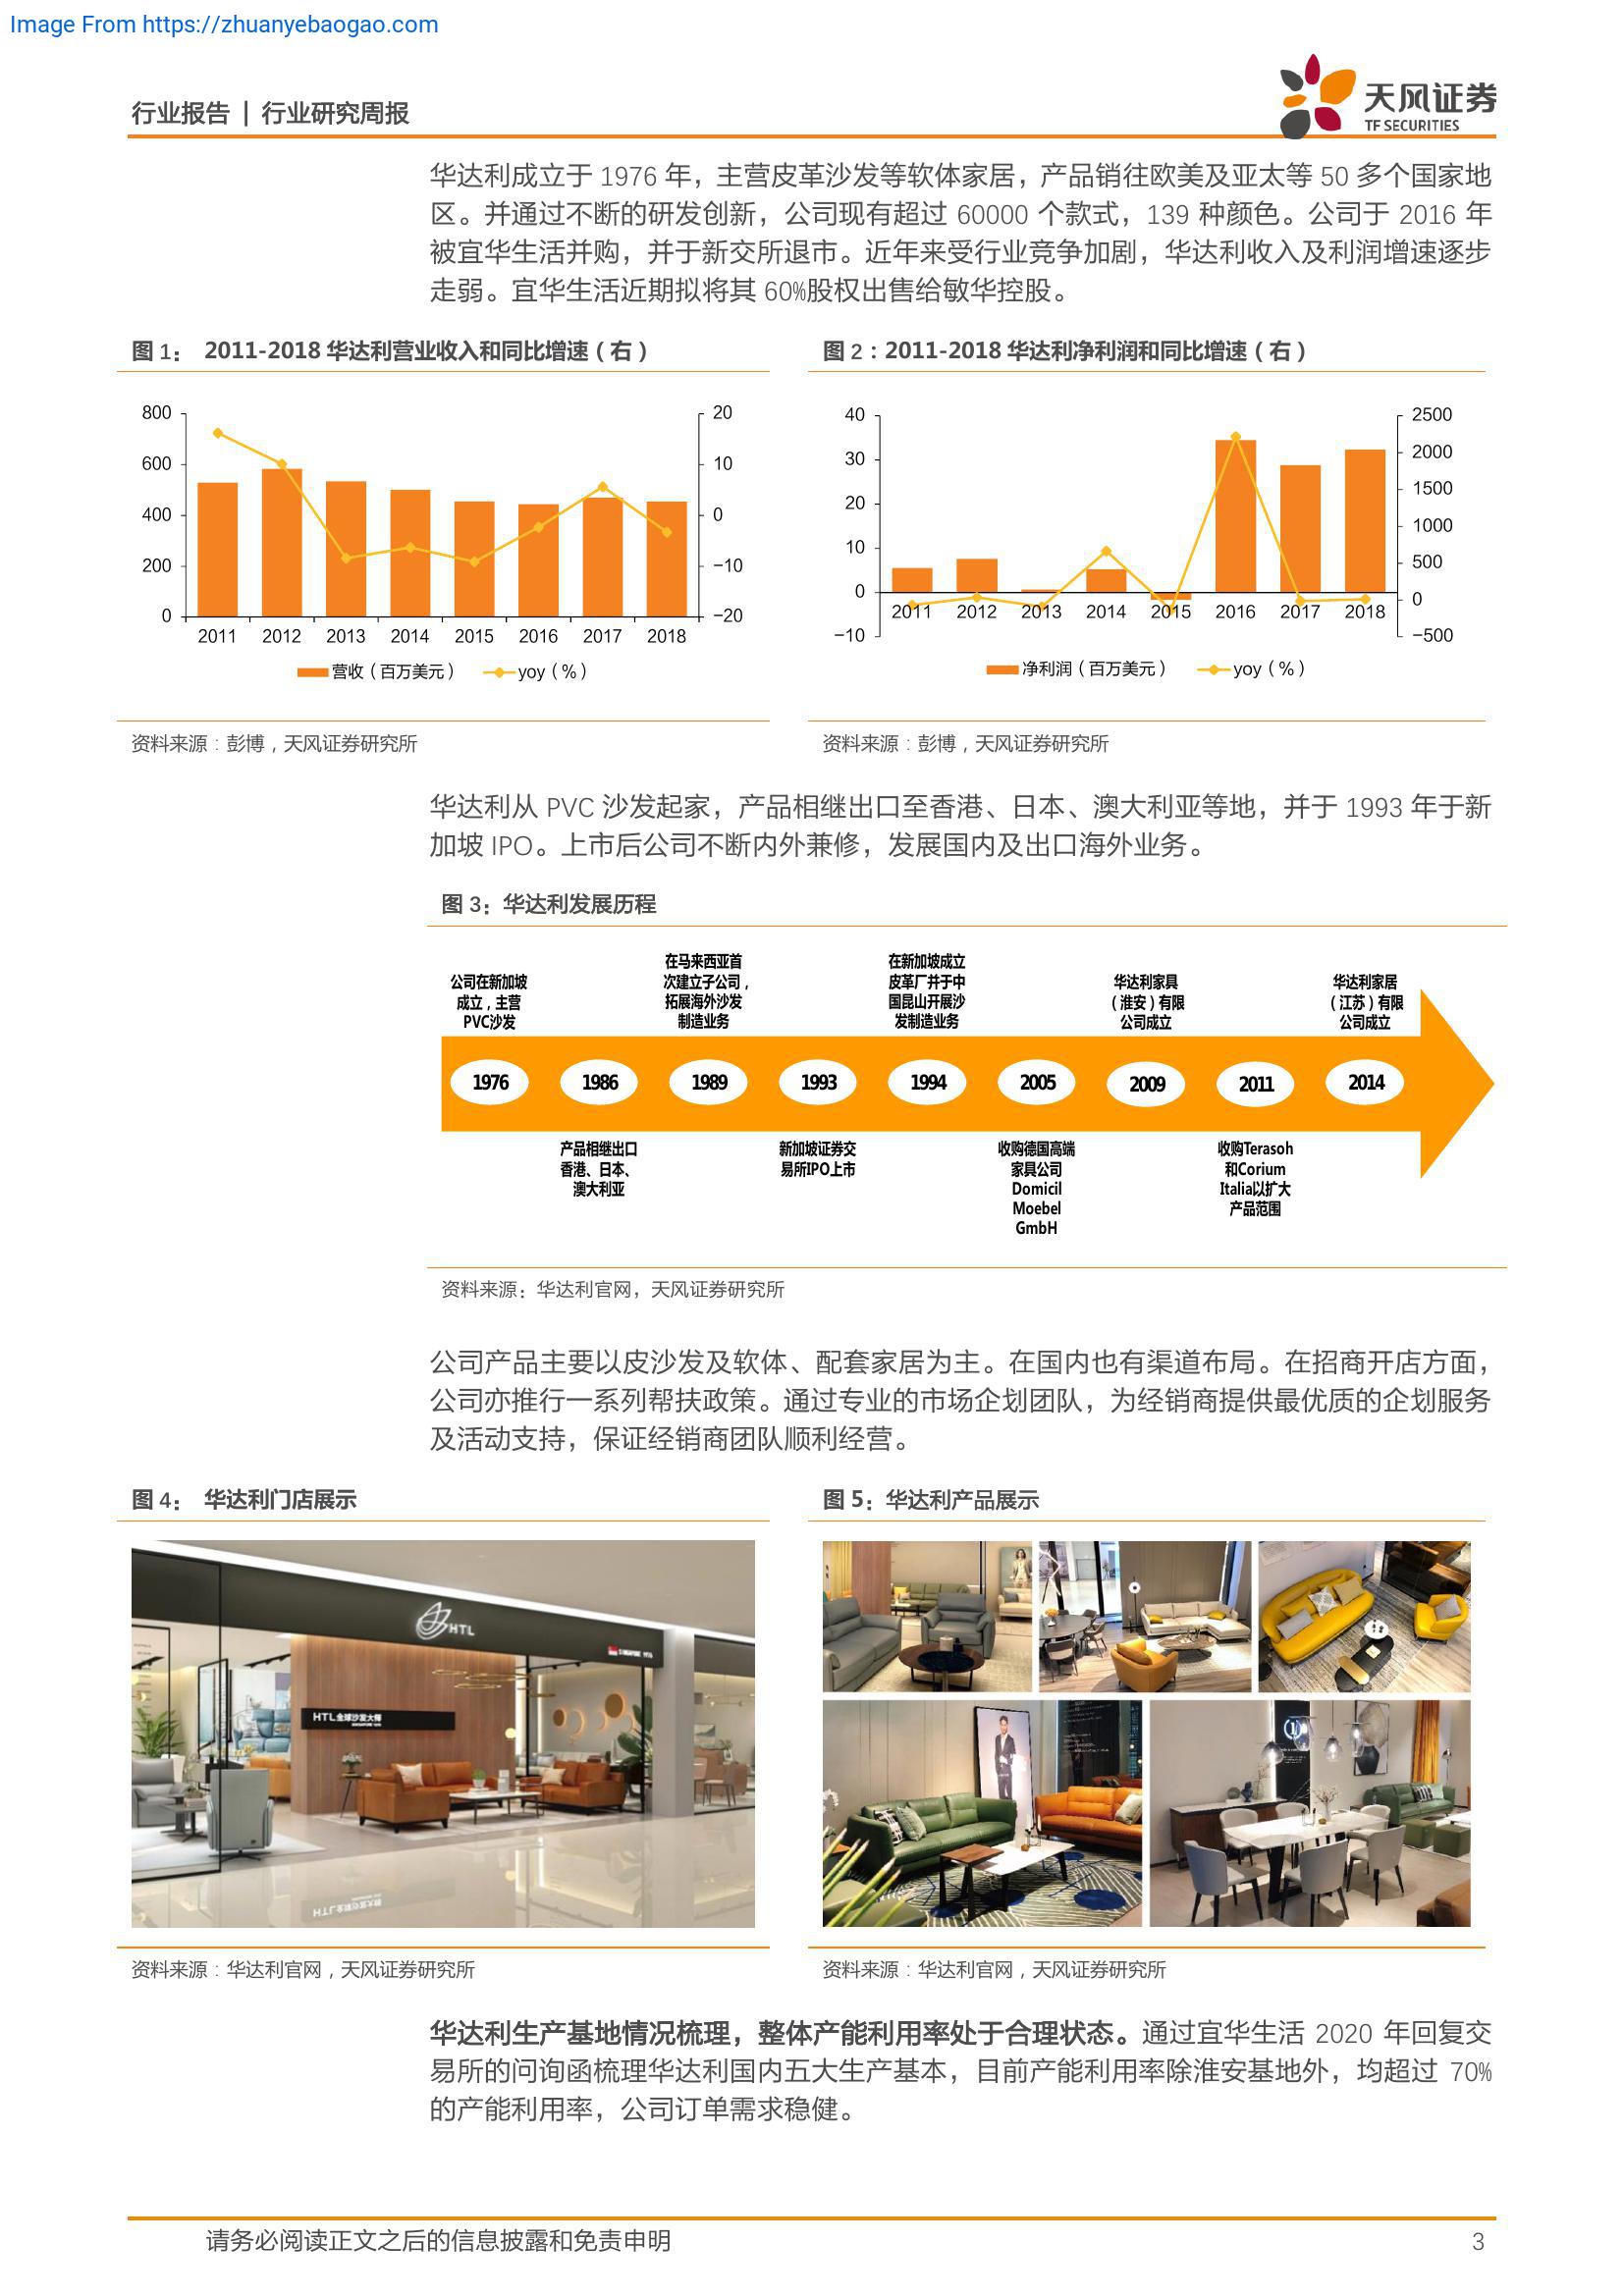 Image From https://zhuanyebaogao.com
行业报告 | 行业研究周报
天风证券
TF SECURITIES
华达利成立于 1976 年，主营皮革沙发等软体家居，产品销往欧美及亚太等 50 多个国家地
区。并通过不断的研发创新，公司现有超过 60000 个款式，139 种颜色。公司于 2016 年
被宜华生活并购，并于新交所退市。近年来受行业竞争加剧，华达利收入及利润增速逐步
走弱。宜华生活近期拟将其 60%股权出售给敏华控股。
图 1： 2011-2018 华达利营业收入和同比增速（右）
800
600
400
200
0
20
10
0
−10
−20
2011 2012 2013 2014 2015 2016 2017 2018
营收（百万美元） yoy（%）
资料来源：彭博，天风证券研究所
图 2：2011-2018 华达利净利润和同比增速（右）
40
30
20
10
0
−10
2500
2000
1500
1000
500
0
−500
2011 2012 2013 2014 2015 2016 2017 2018
净利润（百万美元） yoy（%）
资料来源：彭博，天风证券研究所
华达利从 PVC 沙发起家，产品相继出口至香港、日本、澳大利亚等地，并于 1993 年于新
加坡 IPO。上市后公司不断内外兼修，发展国内及出口海外业务。
图 3：华达利发展历程
公司在新加坡
成立，主营
PVC沙发
在马来西亚首
次建立子公司，
拓展海外沙发
制造业务
在新加坡成立
皮革厂并于中
国昆山开展沙
发制造业务
华达利家具
（淮安）有限
公司成立
华达利家居
（江苏）有限
公司成立
1976 1986 1989 1993 1994 2005 2009 2011 2014
产品相继出口
香港、日本、
澳大利亚
新加坡证券交
易所IPO上市
收购德国高端
家具公司
Domicil
Moebel
GmbH
收购Terasoh
和Corium
Italia以扩大
产品范围
资料来源：华达利官网，天风证券研究所
公司产品主要以皮沙发及软体、配套家居为主。在国内也有渠道布局。在招商开店方面，
公司亦推行一系列帮扶政策。通过专业的市场企划团队，为经销商提供最优质的企划服务
及活动支持，保证经销商团队顺利经营。
图 4： 华达利门店展示
HTL
SINGAPORE 1976
HTL全球沙发大师
资料来源：华达利官网，天风证券研究所
图 5：华达利产品展示
资料来源：华达利官网，天风证券研究所
华达利生产基地情况梳理，整体产能利用率处于合理状态。通过宜华生活 2020 年回复交
易所的问询函梳理华达利国内五大生产基本，目前产能利用率除淮安基地外，均超过 70%
的产能利用率，公司订单需求稳健。
请务必阅读正文之后的信息披露和免责申明
3